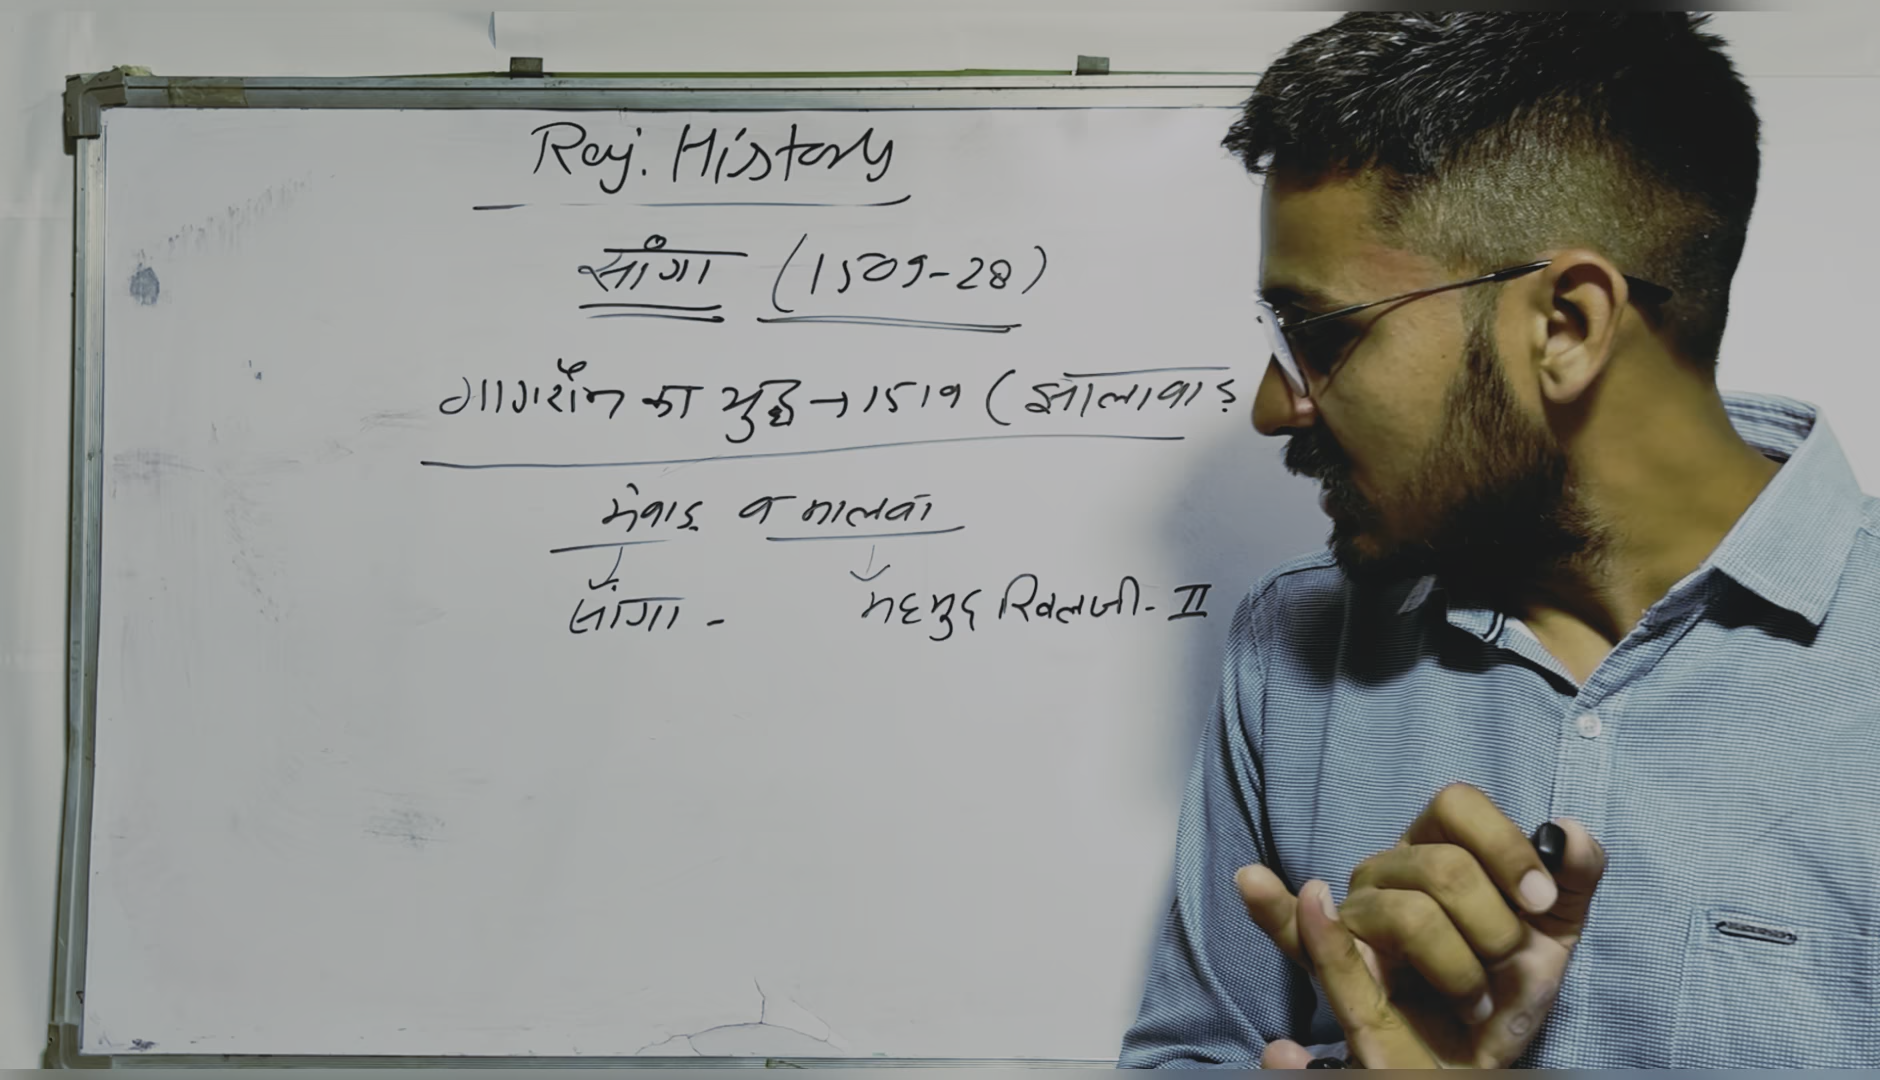 Raj. History
सांगा (1509-28)
गागरोन का युद्ध → 1519 (झालावाड़
मेवाड़ व मालवा
सांगा - महमुद खिलजी - II